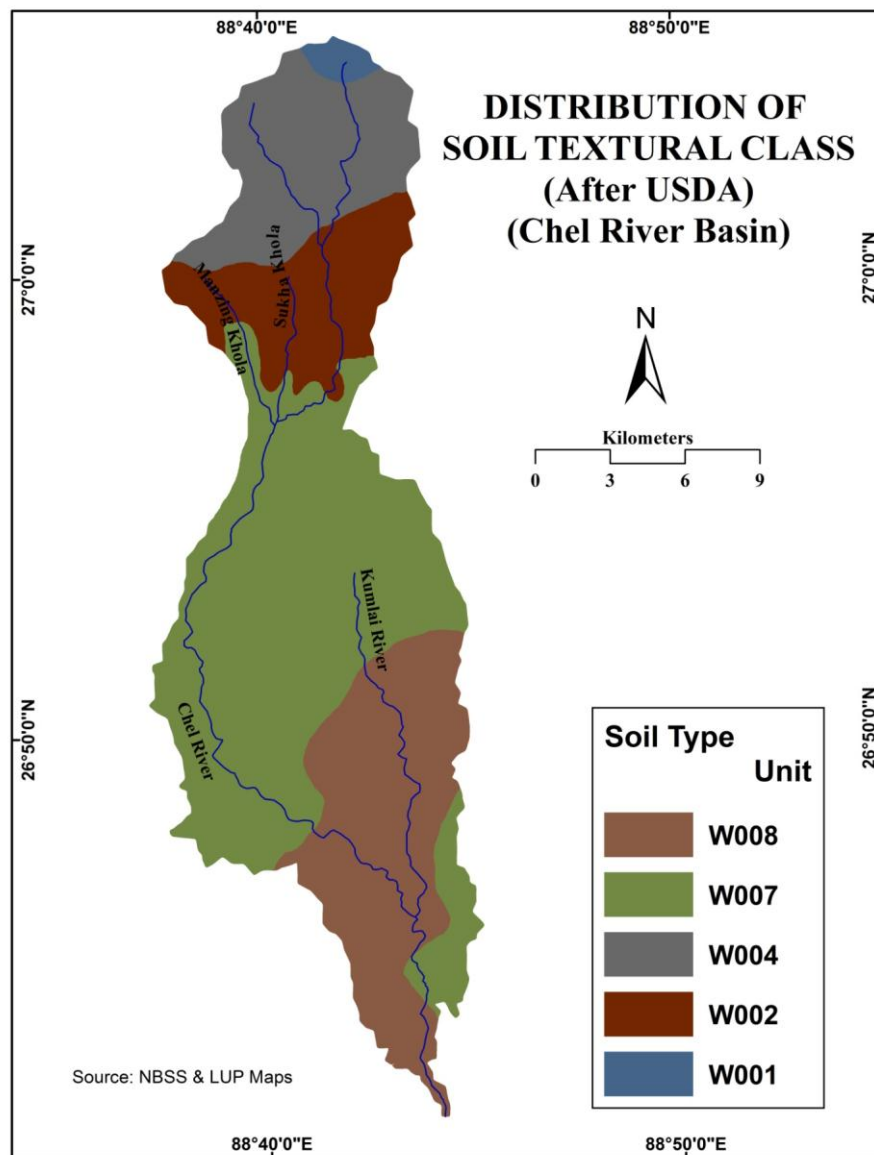 88°40'0"E
88°50'0"E
DISTRIBUTION OF
SOIL TEXTURAL CLASS
(After USDA)
(Chel River Basin)
27°0'0"N
27°0'0"N
Manzing Khola
Sukha Khola
N
Kilometers
0 3 6 9
Kumlai River
Chel River
26°50'0"N
26°50'0"N
Soil Type
Unit
W008
W007
W004
W002
W001
Source: NBSS & LUP Maps
88°40'0"E
88°50'0"E